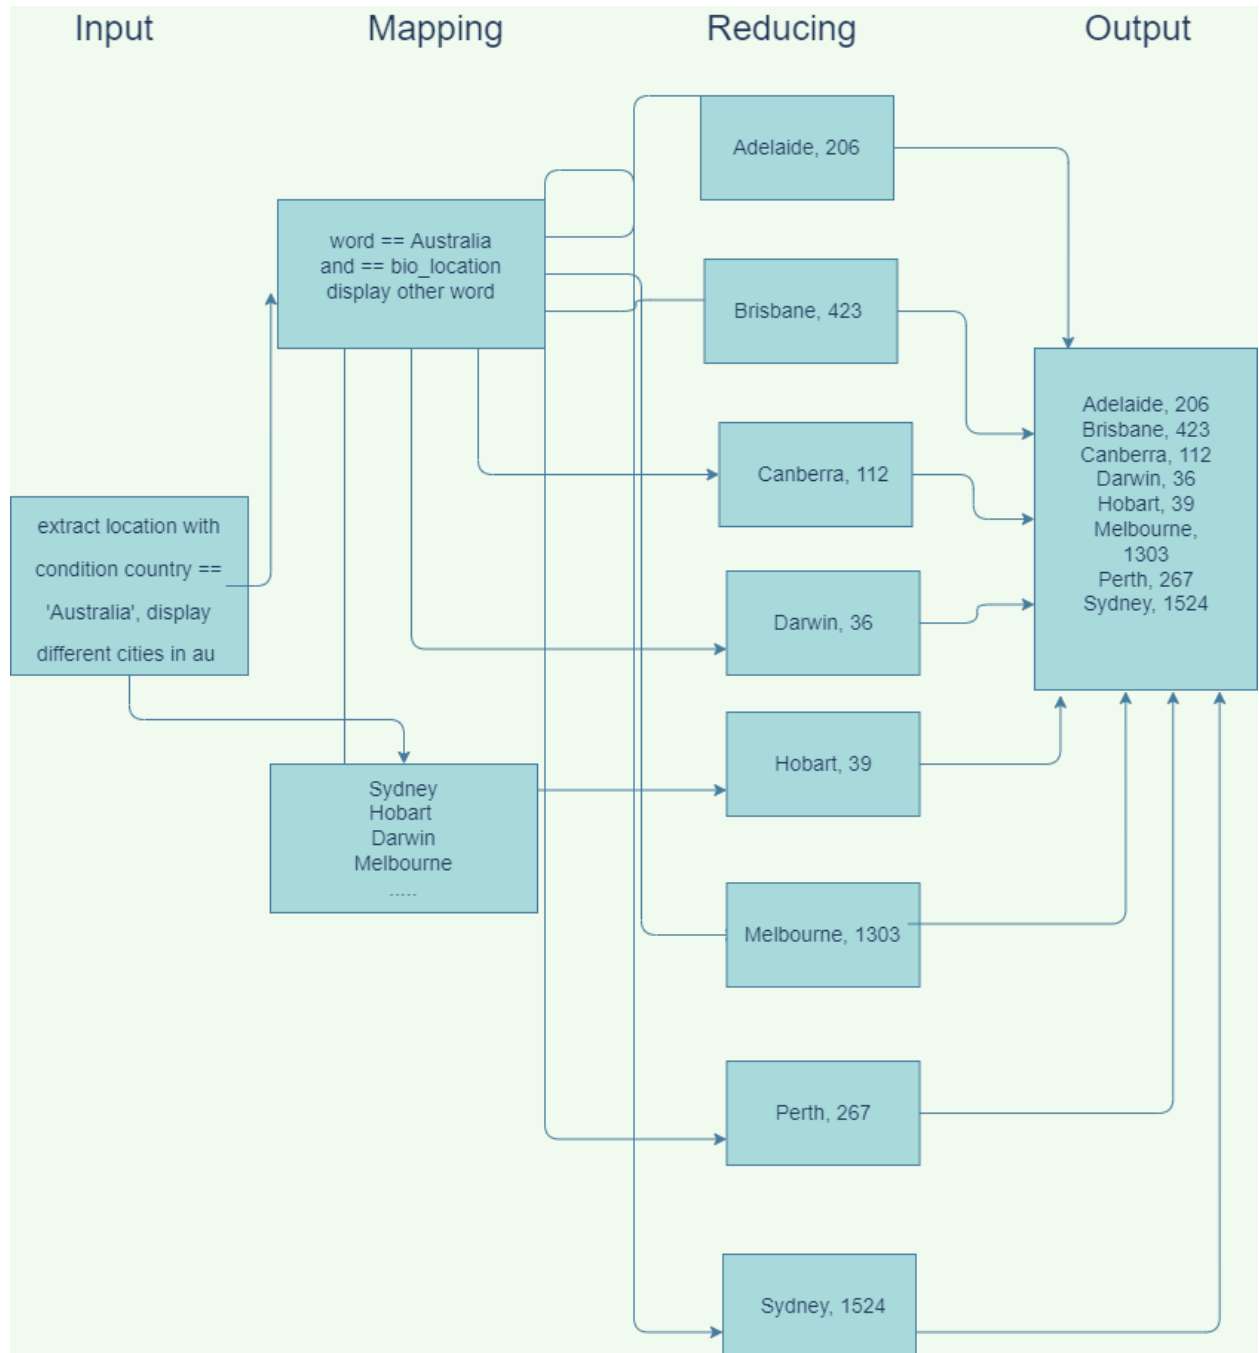 Input
Mapping
Reducing
Output
extract location with
condition country ==
'Australia', display
different cities in au
word == Australia
and == bio_location
display other word
Sydney
Hobart
Darwin
Melbourne
.....
Adelaide, 206
Brisbane, 423
Canberra, 112
Darwin, 36
Hobart, 39
Melbourne, 1303
Perth, 267
Sydney, 1524
Adelaide, 206
Brisbane, 423
Canberra, 112
Darwin, 36
Hobart, 39
Melbourne,
1303
Perth, 267
Sydney, 1524